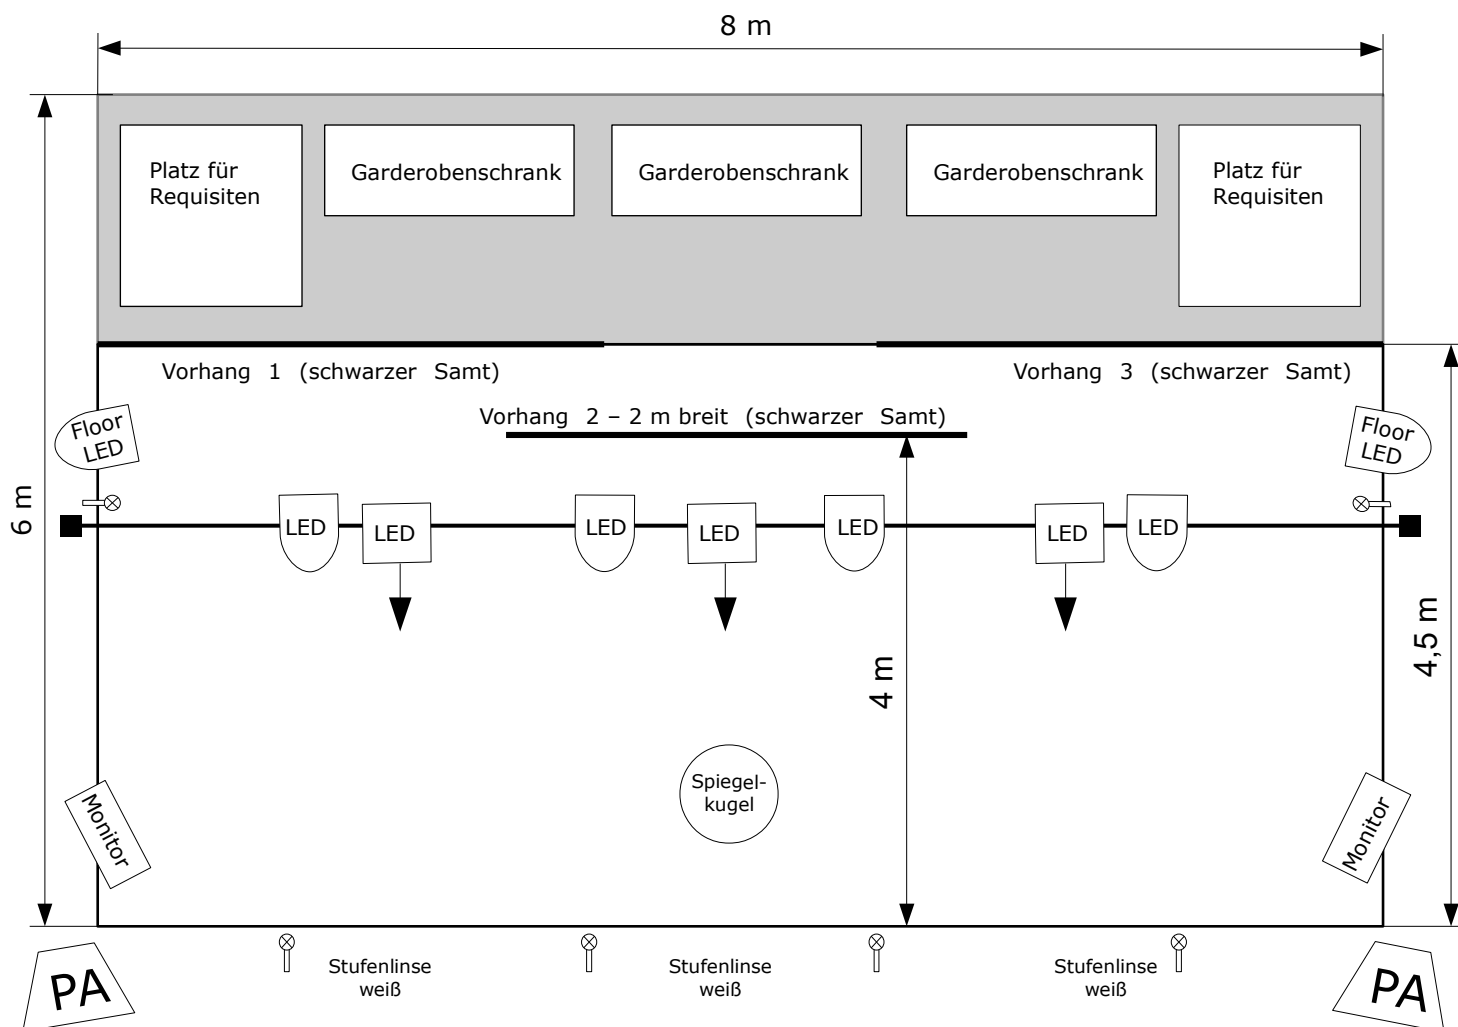 8 m
Platz für
Requisiten
Garderobenschrank
Garderobenschrank
Garderobenschrank
Platz für
Requisiten
Vorhang 1 (schwarzer Samt)
Vorhang 3 (schwarzer Samt)
Vorhang 2 – 2 m breit (schwarzer Samt)
Floor
LED
Floor
LED
6 m
LED
LED
LED
LED
LED
LED
LED
4,5 m
4 m
Spiegel-
kugel
Monitor
Monitor
Stufenlinse
weiß
Stufenlinse
weiß
Stufenlinse
weiß
PA
PA